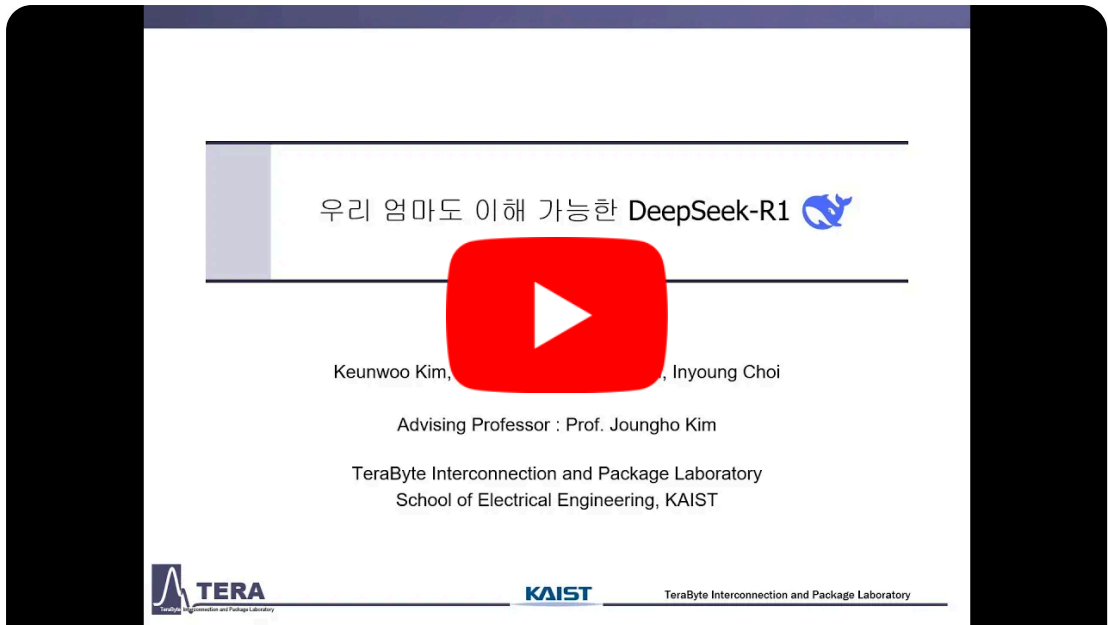 우리 엄마도 이해 가능한 DeepSeek-R1
Keunwoo Kim, , Inyoung Choi
Advising Professor : Prof. Joungho Kim
TeraByte Interconnection and Package Laboratory
School of Electrical Engineering, KAIST
TERA
TeraByte Interconnection and Package Laboratory
KAIST
TeraByte Interconnection and Package Laboratory